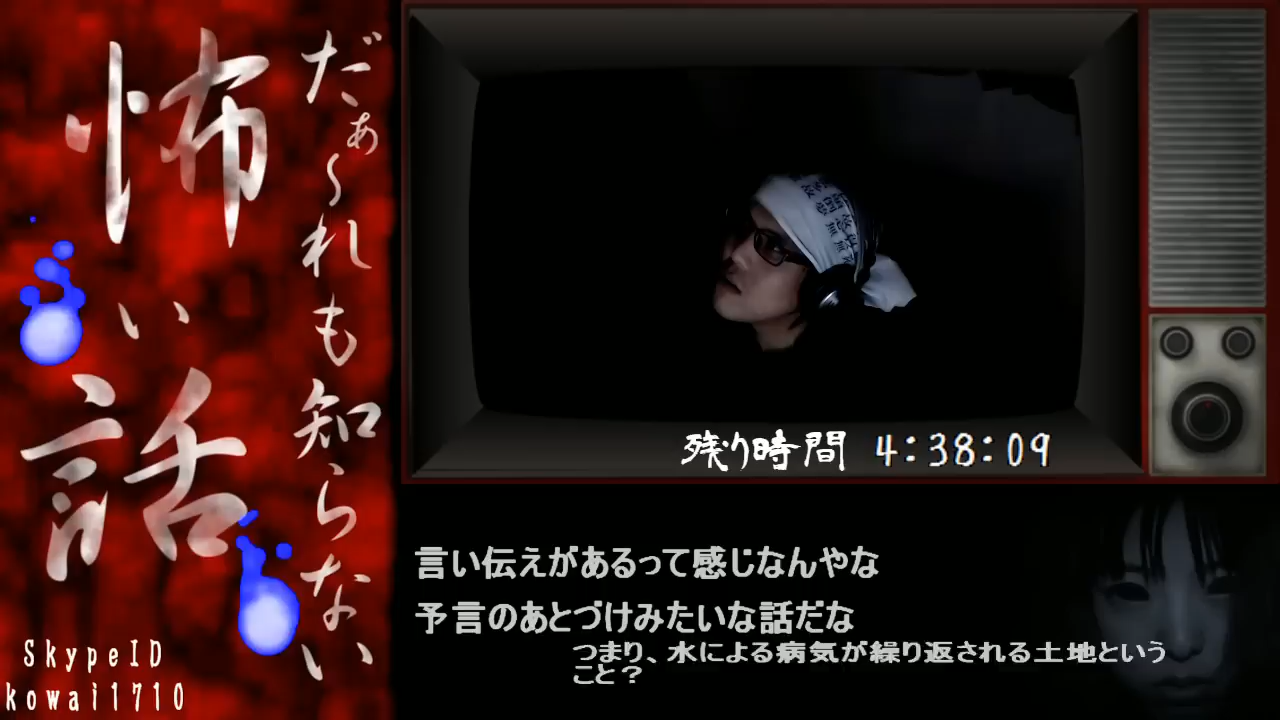 だぁ～れも知らない
怖い話
SkypeID
kowai1710
残り時間 4:38:09
言い伝えがあるって感じなんやな
予言のあとづけみたいな話だな
つまり、水による病気が繰り返される土地という
こと？